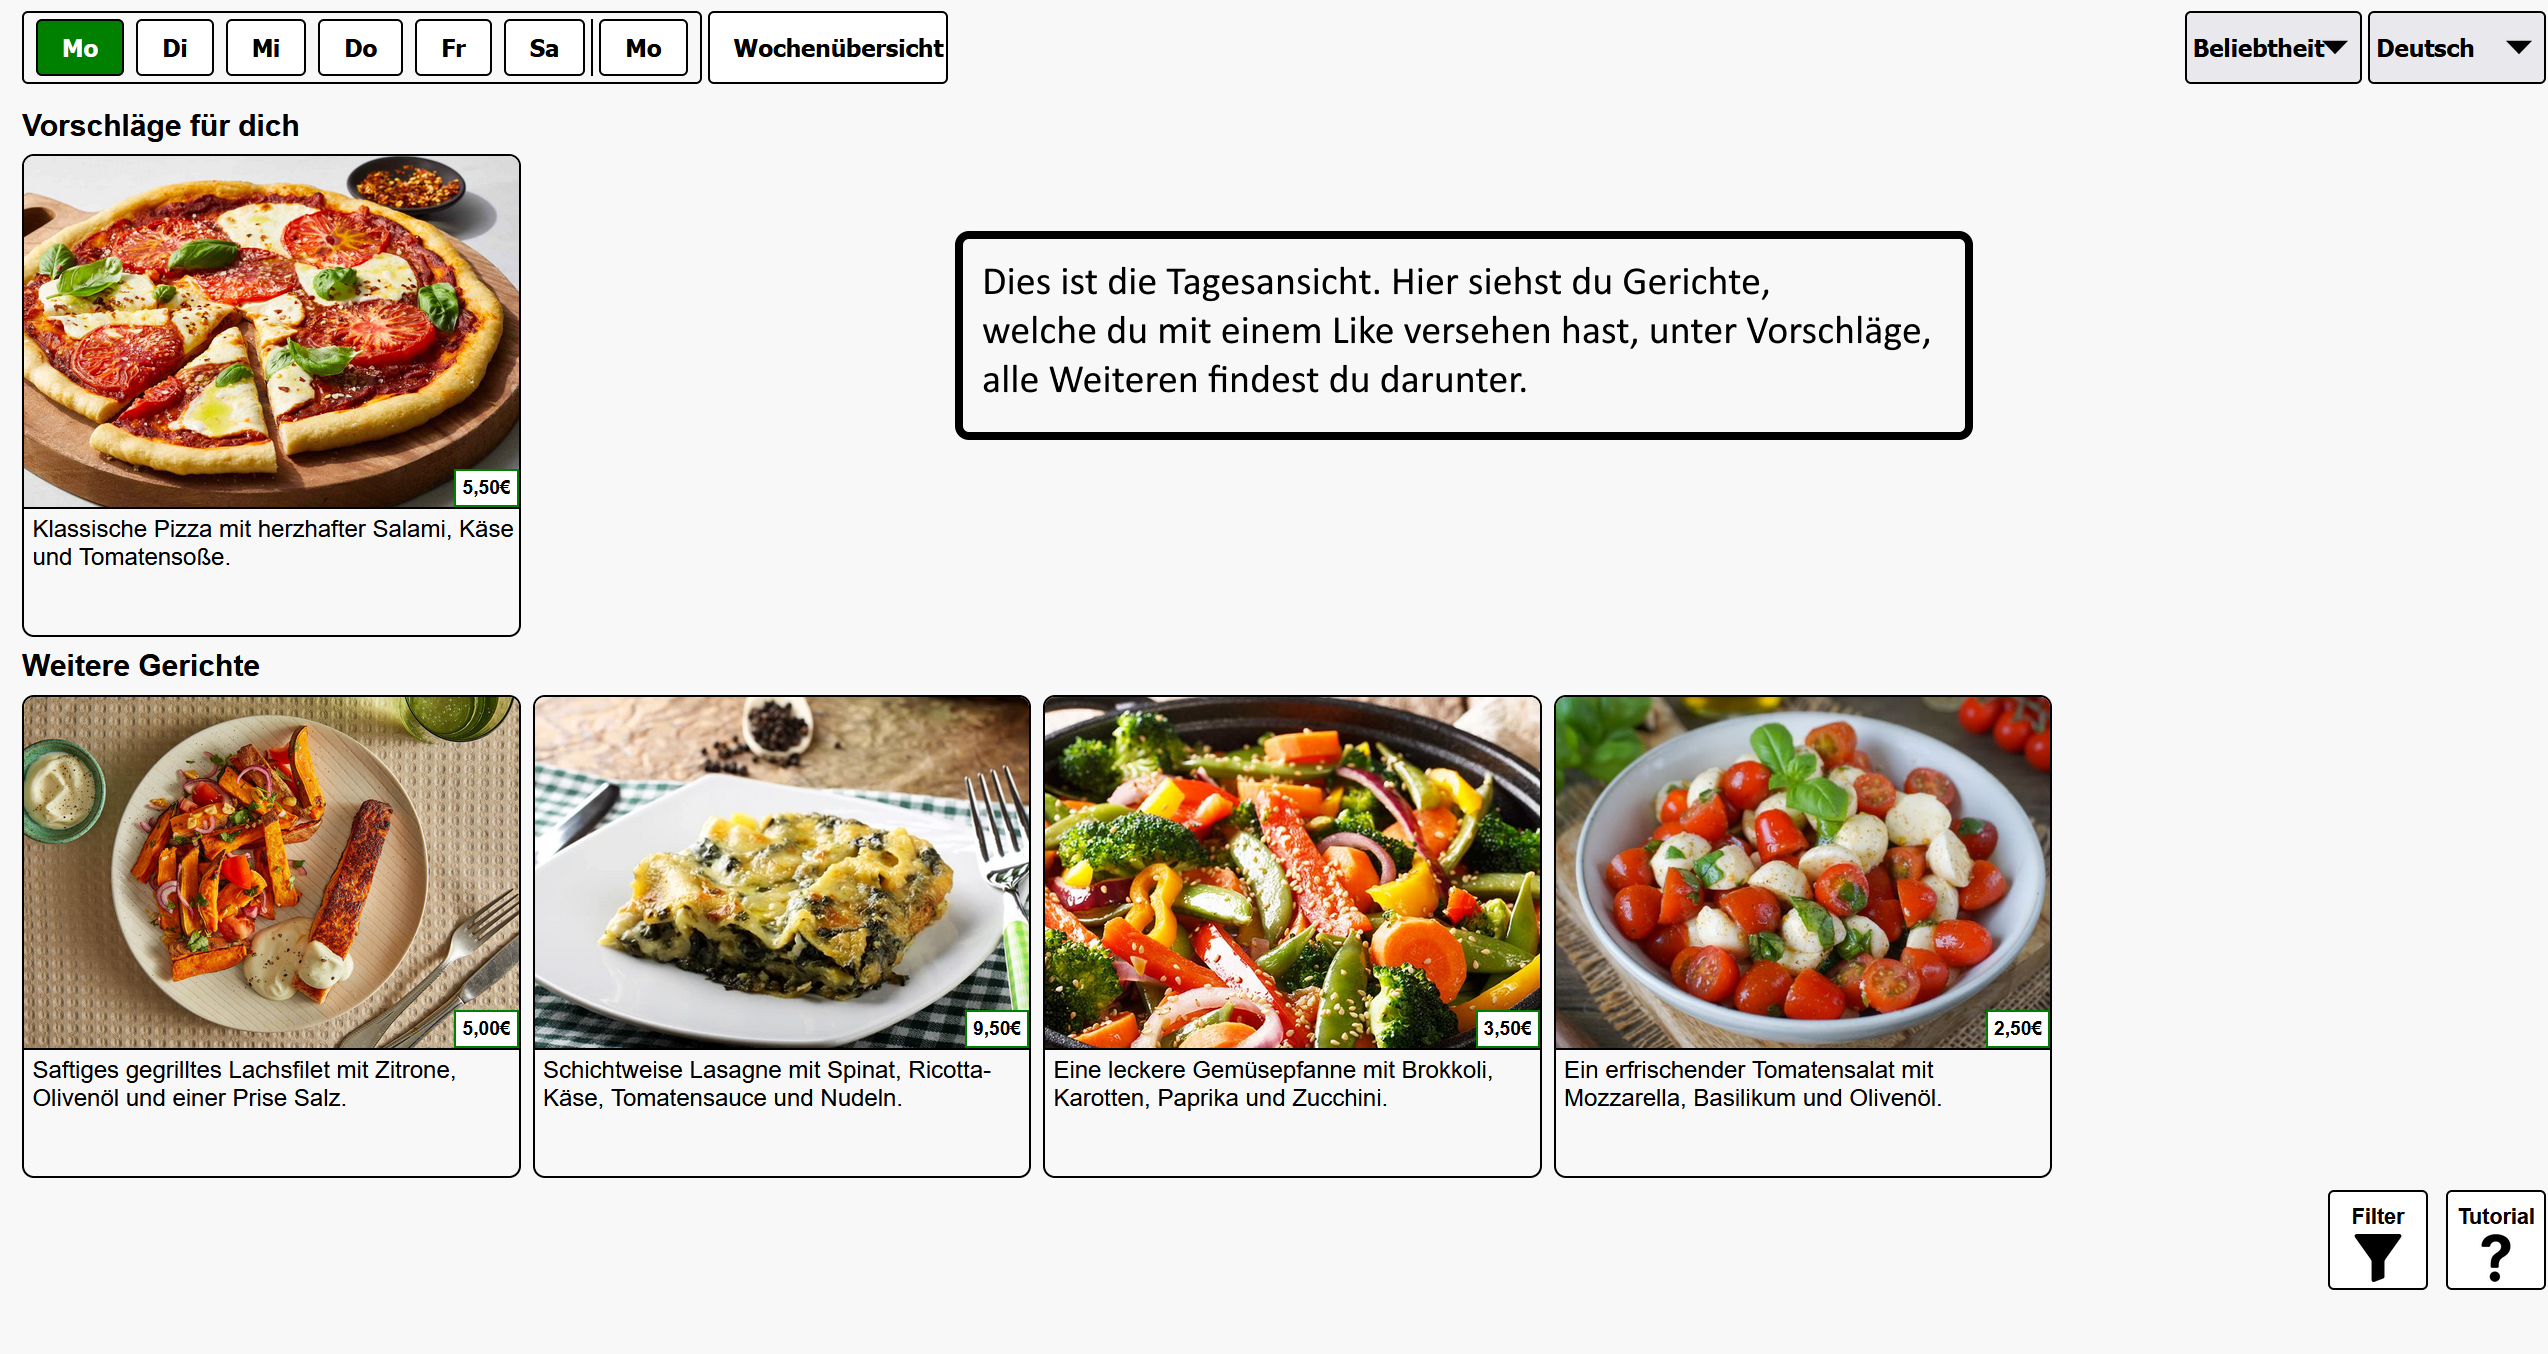 Mo Di Mi Do Fr Sa Mo Wochenübersicht Beliebtheit Deutsch
Vorschläge für dich
Dies ist die Tagesansicht. Hier siehst du Gerichte,
welche du mit einem Like versehen hast, unter Vorschläge,
alle Weiteren findest du darunter.
5,50€
Klassische Pizza mit herzhafter Salami, Käse
und Tomatensoße.
Weitere Gerichte
5,00€
Saftiges gegrilltes Lachsfilet mit Zitrone,
Olivenöl und einer Prise Salz.
9,50€
Schichtweise Lasagne mit Spinat, Ricotta-
Käse, Tomatensauce und Nudeln.
3,50€
Eine leckere Gemüsepfanne mit Brokkoli,
Karotten, Paprika und Zucchini.
2,50€
Ein erfrischender Tomatensalat mit
Mozzarella, Basilikum und Olivenöl.
Filter
Tutorial
?